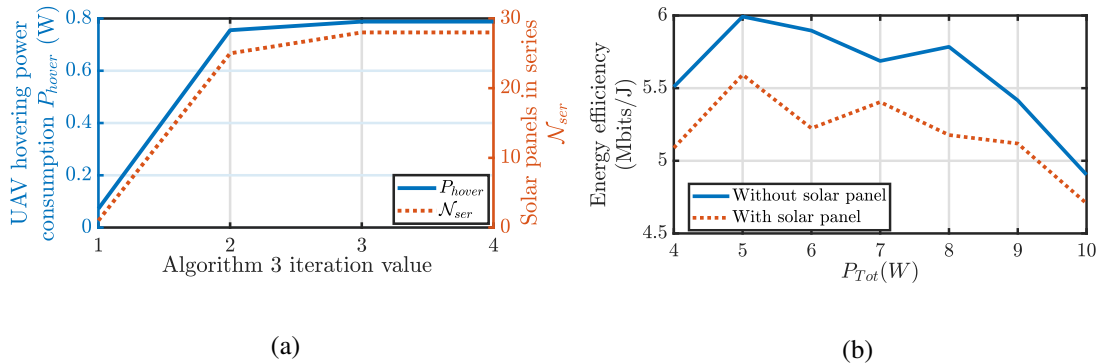 UAV hovering power
consumption P_hover (W)
0.8
0.6
0.4
0.2
0
1
2
3
4
Algorithm 3 iteration value
30
20
10
0
Solar panels in series
N_ser
P_hover
N_ser
(a)
Energy effiiciency
(Mbits/J)
6
5.5
5
4.5
4
5
6
7
8
9
10
P_Tot(W)
Without solar panel
With solar panel
(b)